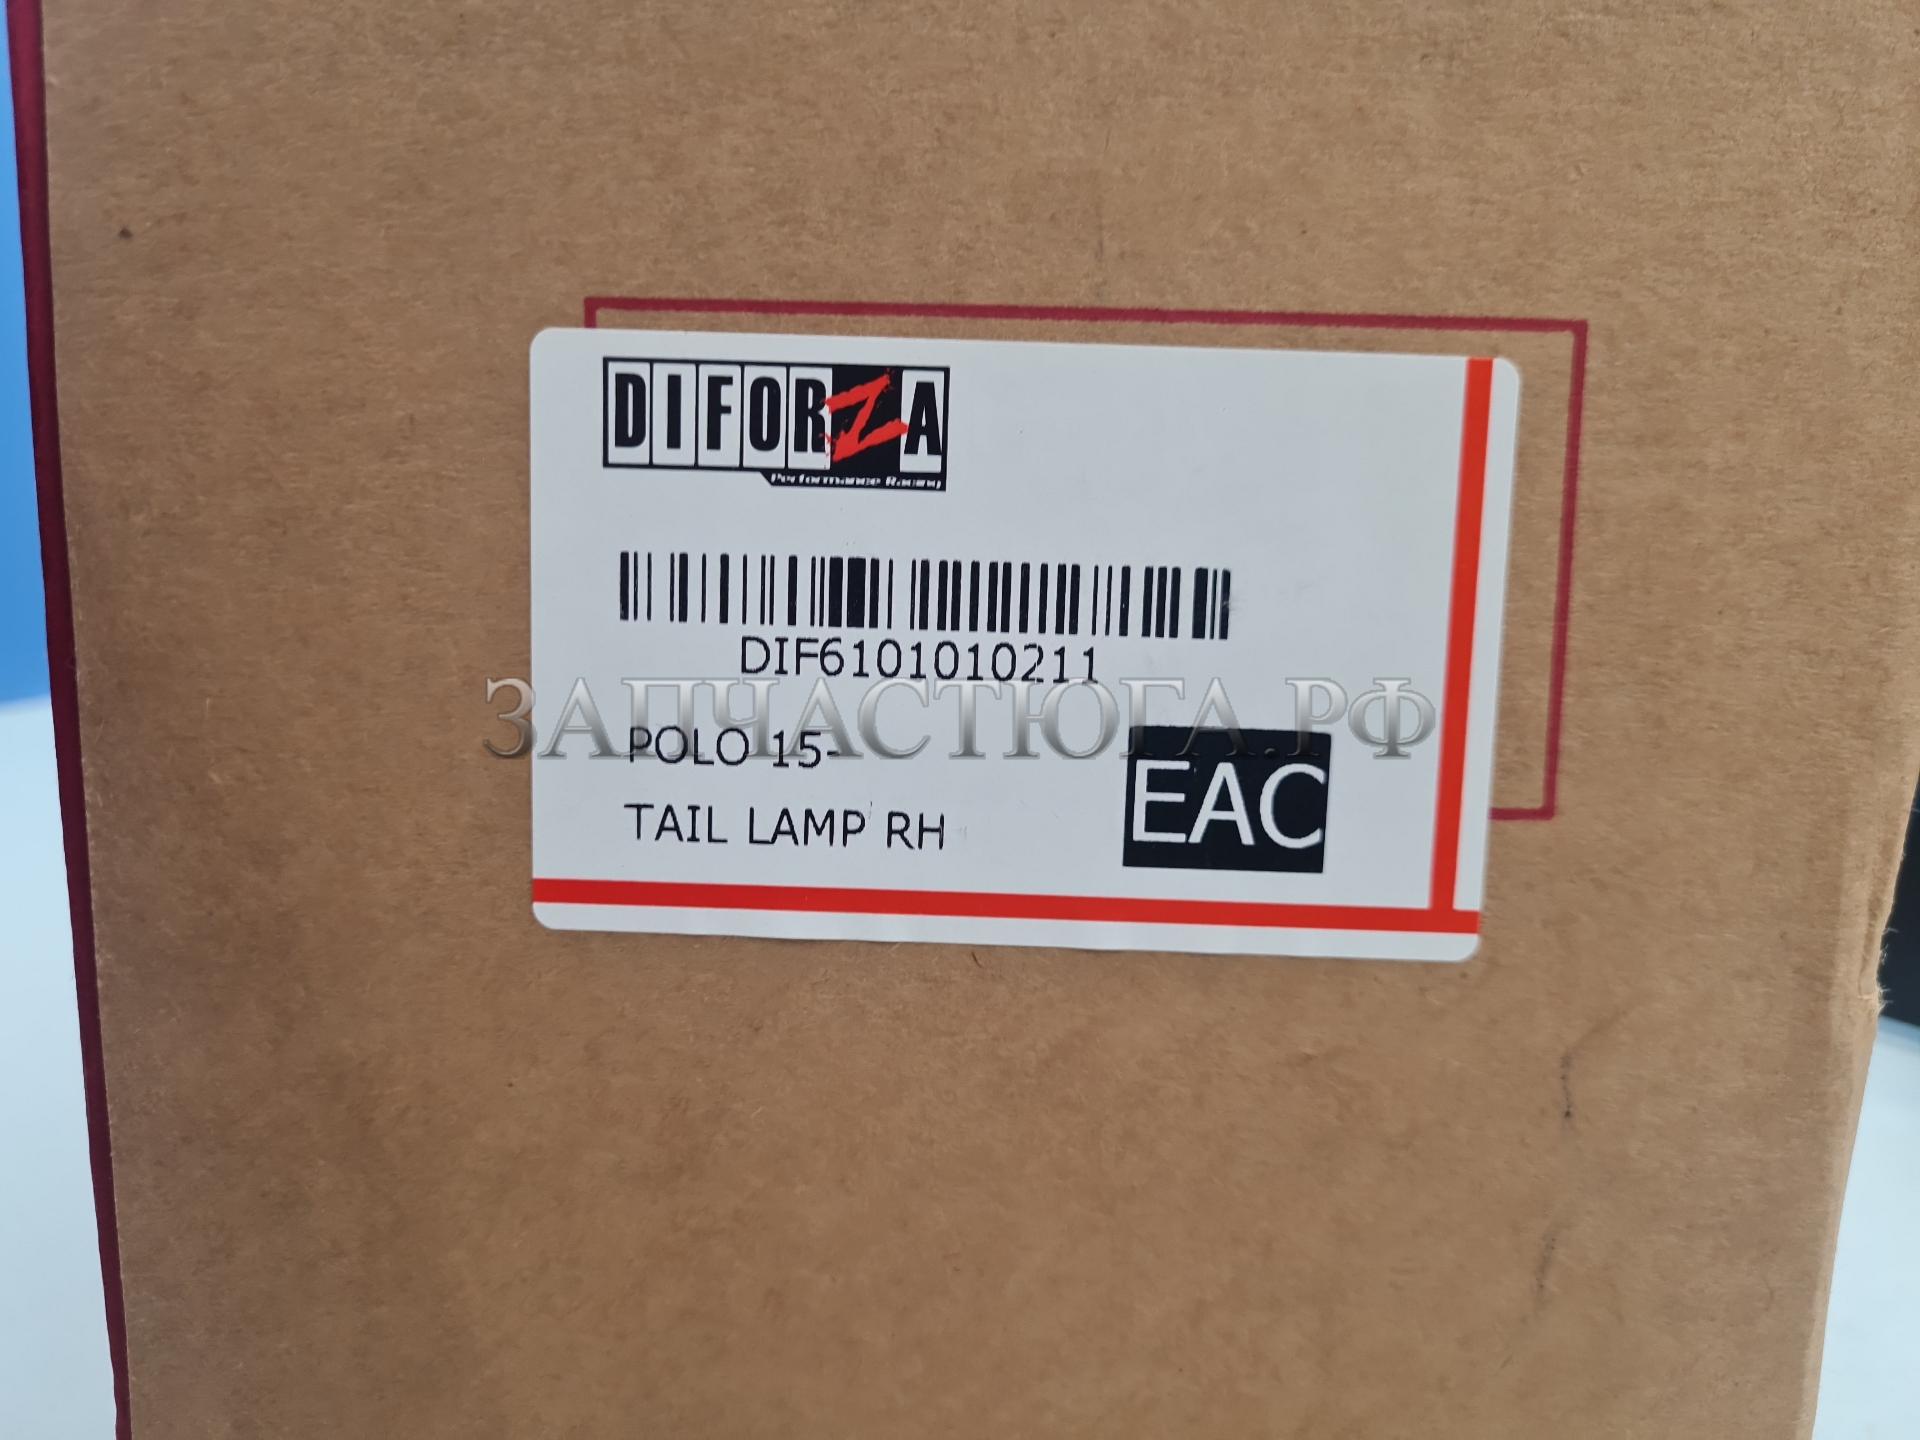 DIFORZA
Performance Racing
DIF6101010211
ЗАПЧАСТЮГА.РФ
POLO 15-
EAC
TAIL LAMP RH